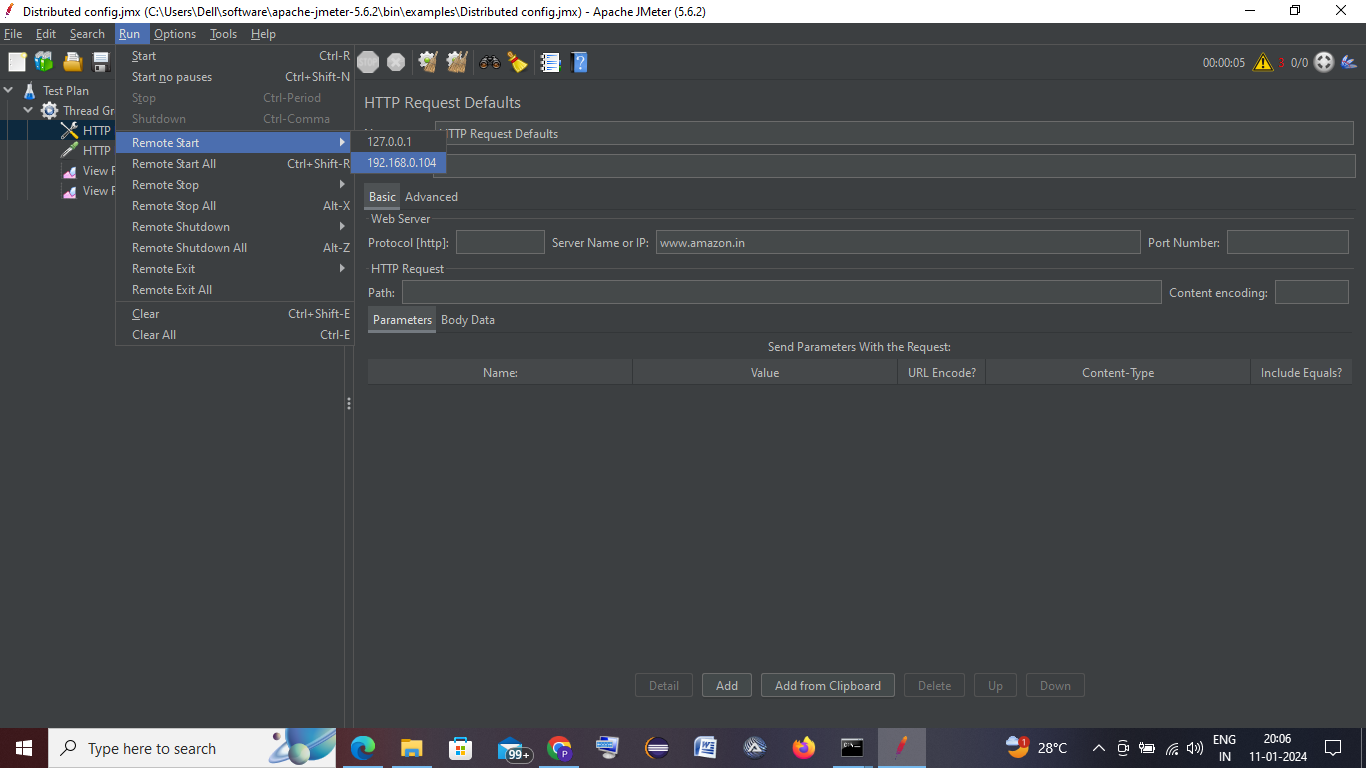 Distributed config.jmx (C:\Users\Dell\software\apache-jmeter-5.6.2\bin\examples\Distributed config.jmx) - Apache JMeter (5.6.2)
File Edit Search Run Options Tools Help
STOP
00:00:05 3 0/0
Test Plan
Thread Gr
HTTP
HTTP
View
View
Start Ctrl-R
Start no pauses Ctrl+Shift-N
Stop Ctrl-Period
Shutdown Ctrl-Comma
Remote Start
Remote Start All Ctrl+Shift-R
Remote Stop
Remote Stop All Alt-X
Remote Shutdown
Remote Shutdown All Alt-Z
Remote Exit
Remote Exit All
Clear Ctrl+Shift-E
Clear All Ctrl-E
127.0.0.1
192.168.0.104
HTTP Request Defaults
HTTP Request Defaults
Basic Advanced
Web Server
Protocol [http]: Server Name or IP: www.amazon.in Port Number:
HTTP Request
Path: Content encoding:
Parameters Body Data
Send Parameters With the Request:
Name: Value URL Encode? Content-Type Include Equals?
Detail Add Add from Clipboard Delete Up Down
Type here to search
99+
1
28°C
ENG
IN
20:06
11-01-2024